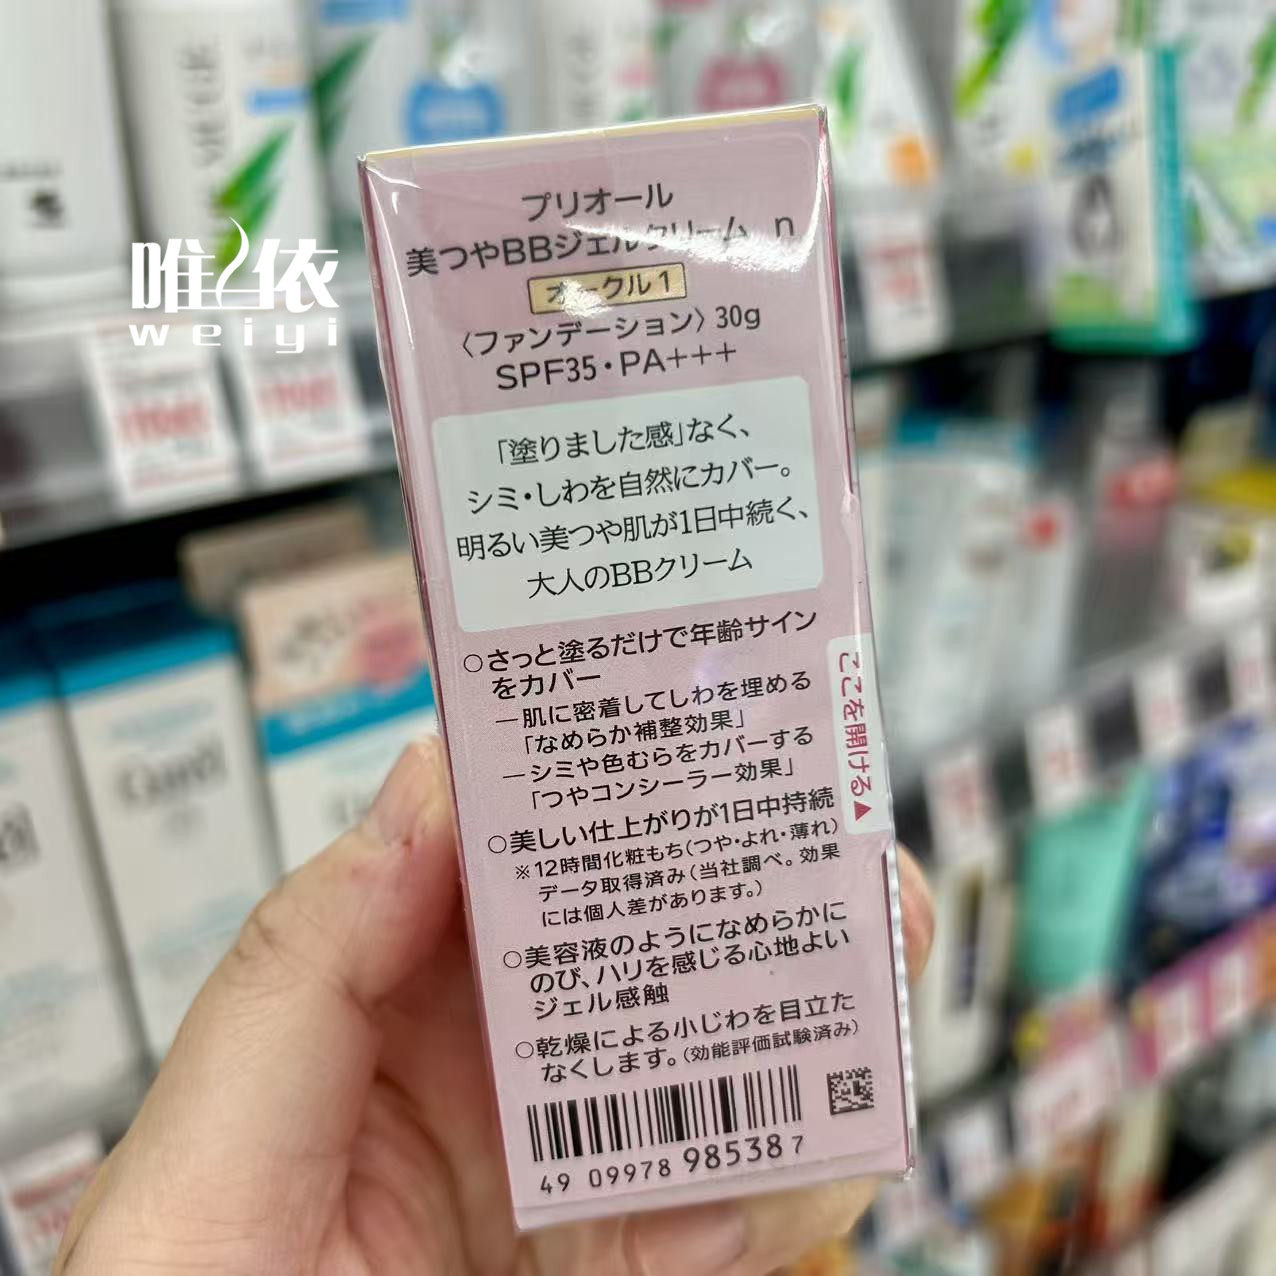 唯依
weiyi
プリオール
美つやBBジェルクリーム n
オークル1
〈ファンデーション〉30g
SPF35・PA+++
「塗りました感」なく、
シミ・しわを自然にカバー。
明るい美つや肌が1日中続く、
大人のBBクリーム
○さっと塗るだけで年齢サイン
をカバー
―肌に密着してしわを埋める
「なめらか補整効果」
―シミや色むらをカバーする
「つやコンシーラー効果」
○美しい仕上がりが1日中持続
※12時間化粧もち(つや・よれ・薄れ)
データ取得済み(当社調べ。効果
には個人差があります。)
○美容液のようになめらかに
のび、ハリを感じる心地よい
ジェル感触
○乾燥による小じわを目立た
なくします。(効能評価試験済み)
ここを開ける▲
49 09978 985387